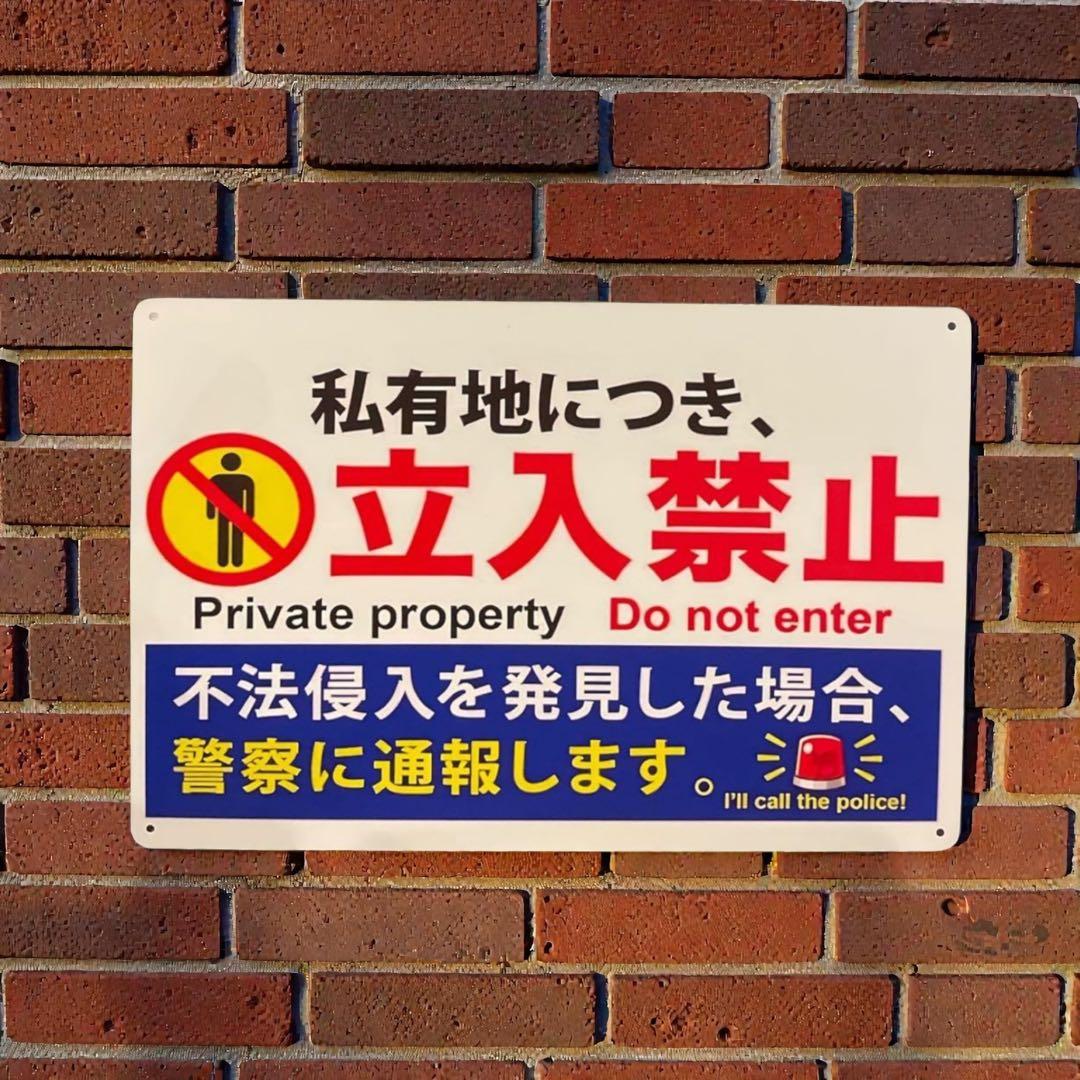 私有地につき、
立入禁止
Private property Do not enter
不法侵入を発見した場合、
警察に通報します。
I'll call the police!